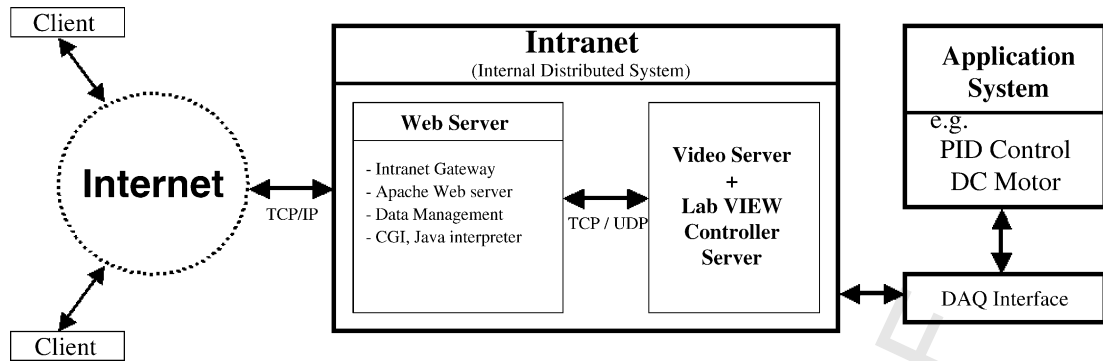 Client
Internet
Client
TCP/IP
Intranet
(Internal Distributed System)
Web Server
- Intranet Gateway
- Apache Web server
- Data Management
- CGI, Java interpreter
TCP / UDP
Video Server
+
Lab VIEW
Controller
Server
Application
System
e.g.
PID Control
DC Motor
DAQ Interface